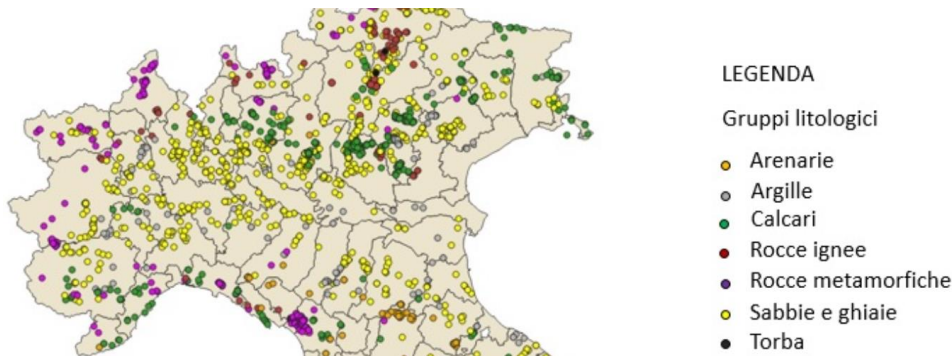 LEGENDA
Gruppi litologici
Arenarie
Argille
Calcari
Rocce ignee
Rocce metamorfiche
Sabbie e ghiaie
Torba